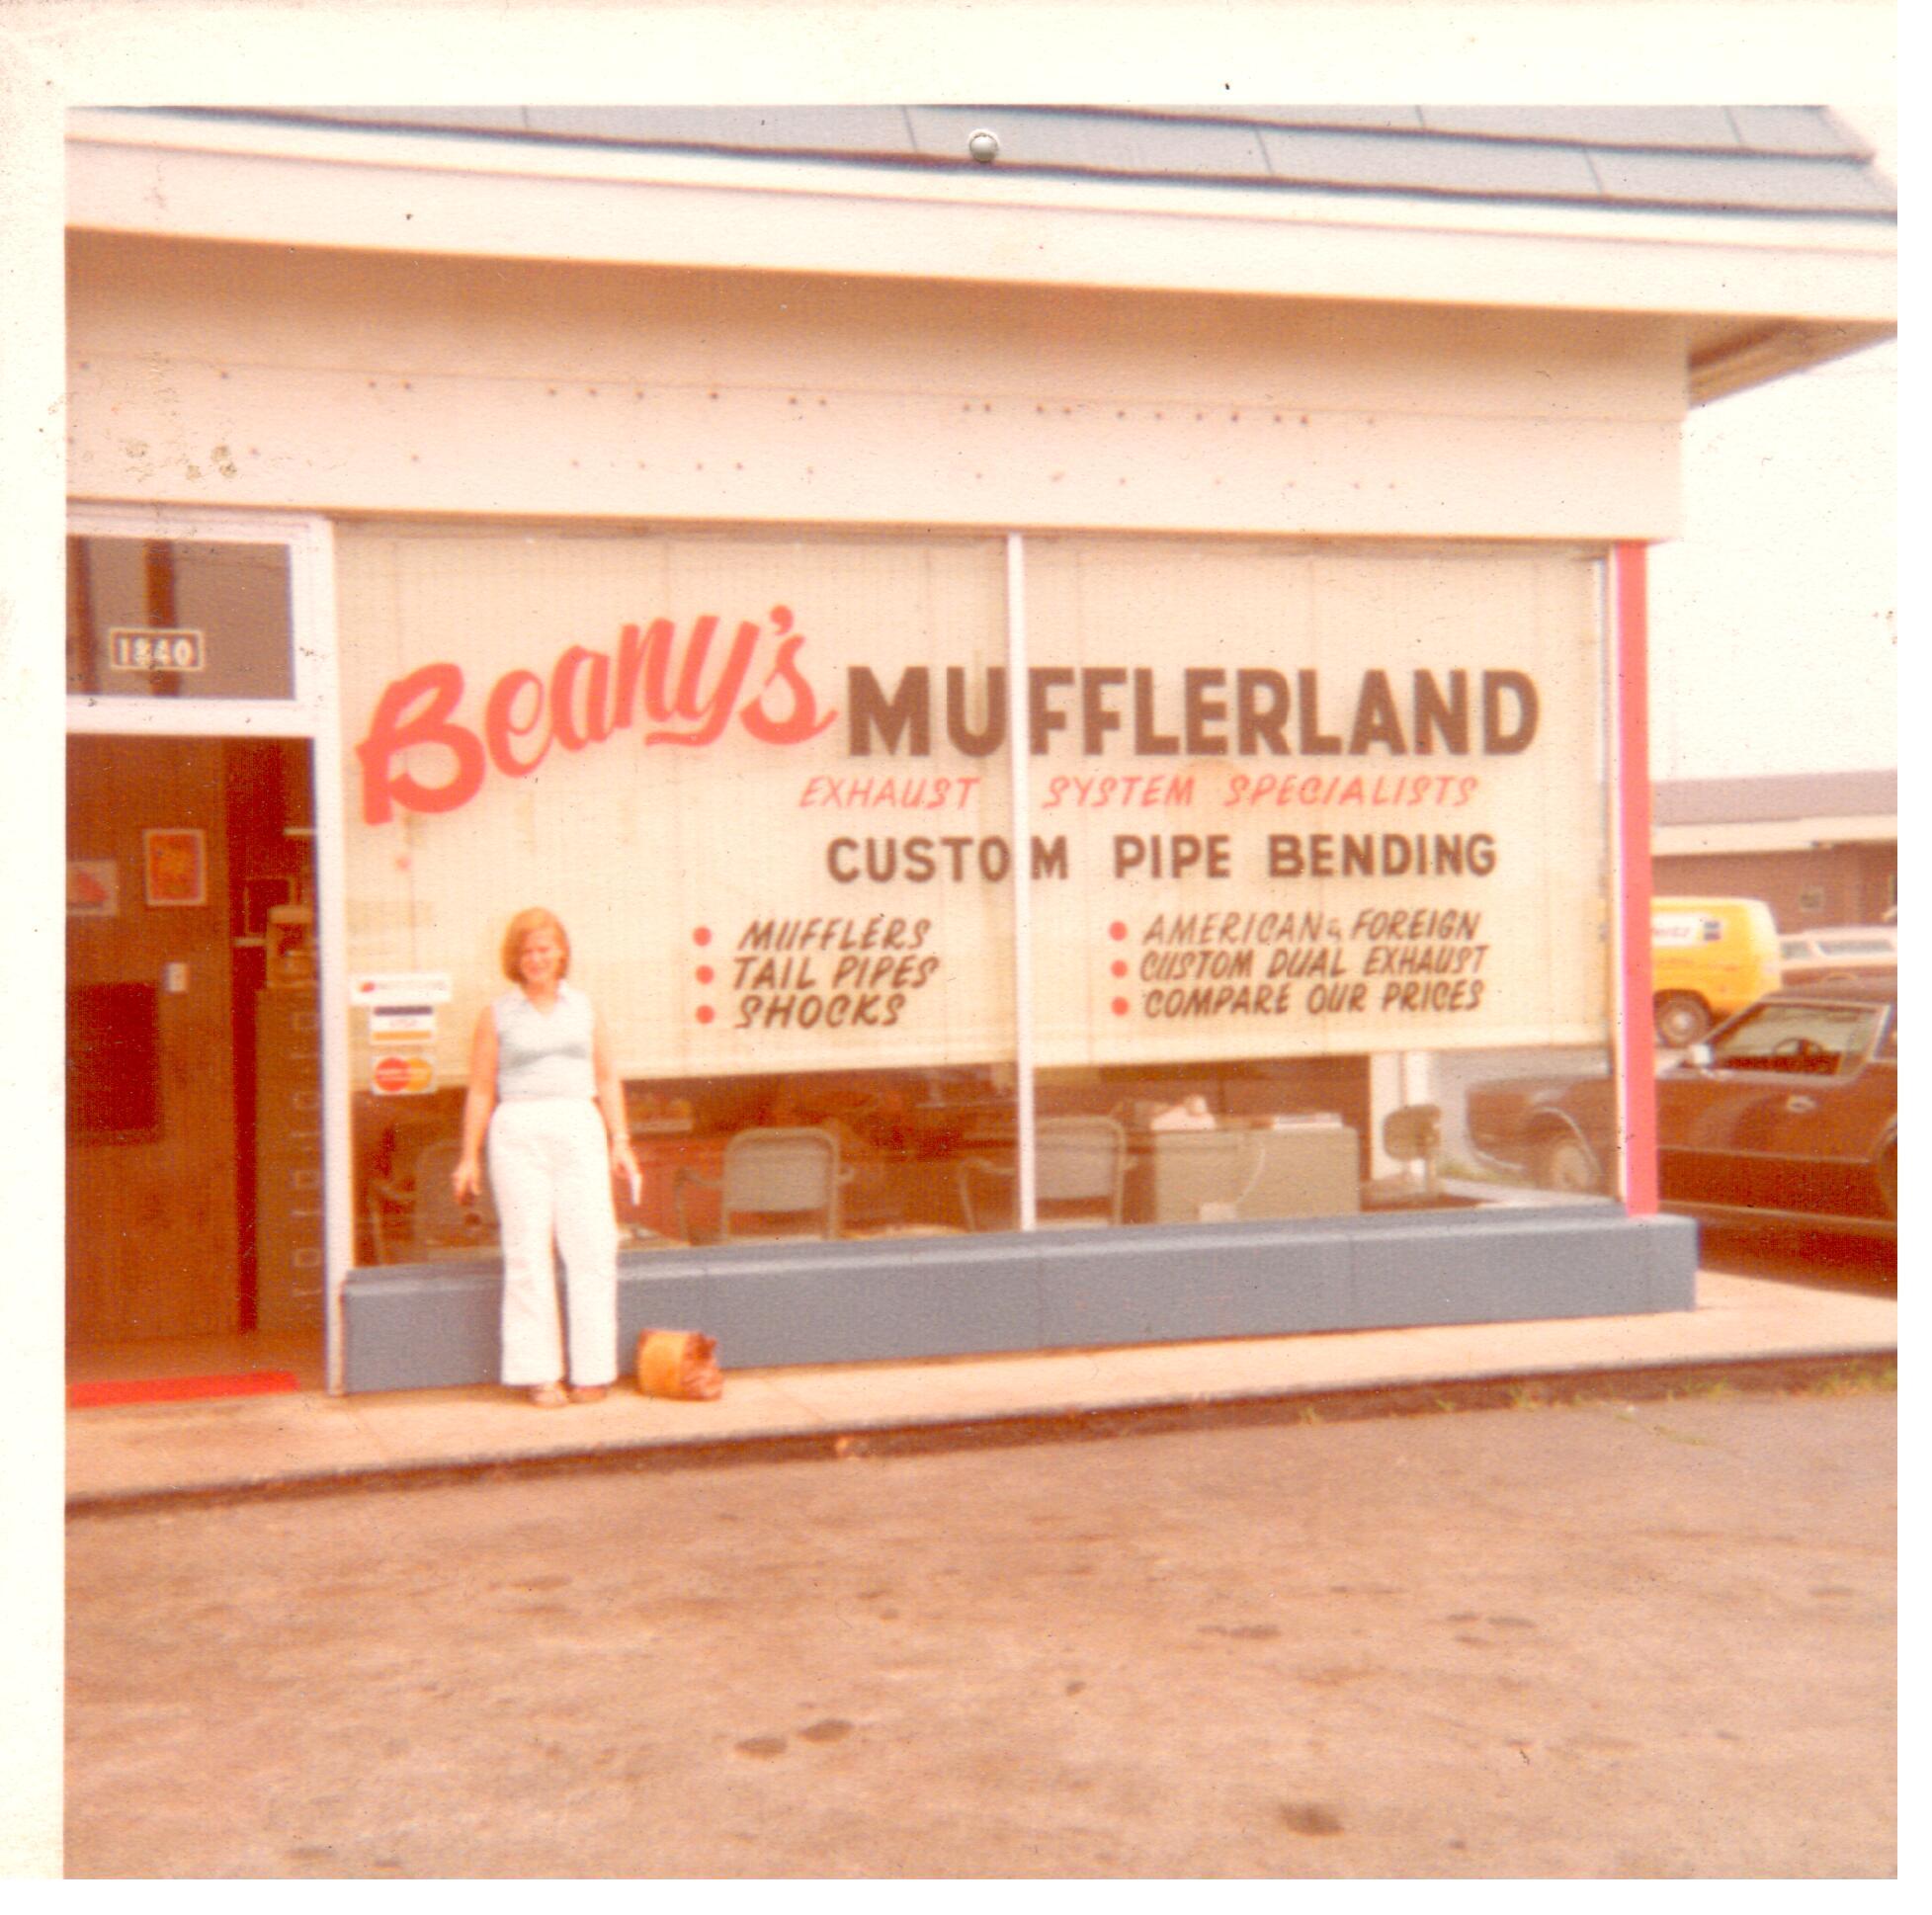 1840
Beany's MUFFLERLAND
EXHAUST SYSTEM SPECIALISTS
CUSTOM PIPE BENDING
• MUFFLERS
• TAIL PIPES
• SHOCKS
• AMERICAN & FOREIGN
• CUSTOM DUAL EXHAUST
• COMPARE OUR PRICES